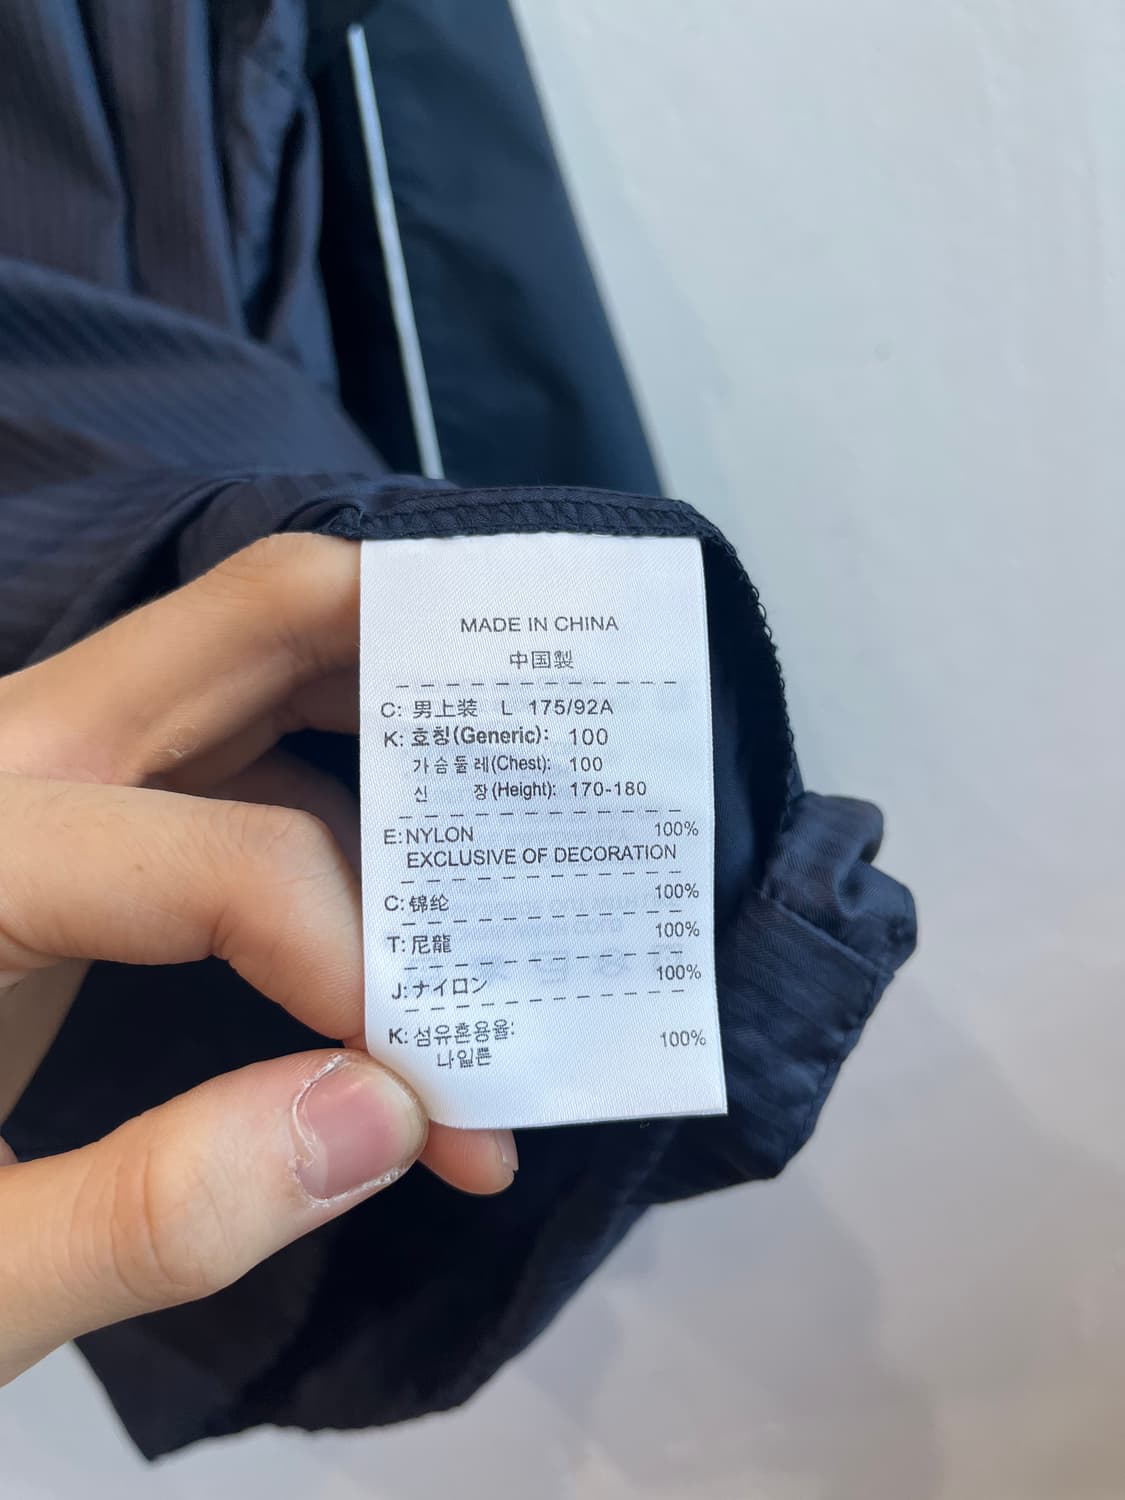 MADE IN CHINA
中国製
C: 男上装 L 175/92A
K: 호칭(Generic): 100
가슴둘레(Chest): 100
신 장(Height): 170-180
E:NYLON 100%
EXCLUSIVE OF DECORATION
C:锦纶 100%
T:尼龍 100%
J:ナイロン 100%
K:섬유혼용율: 100%
나일론